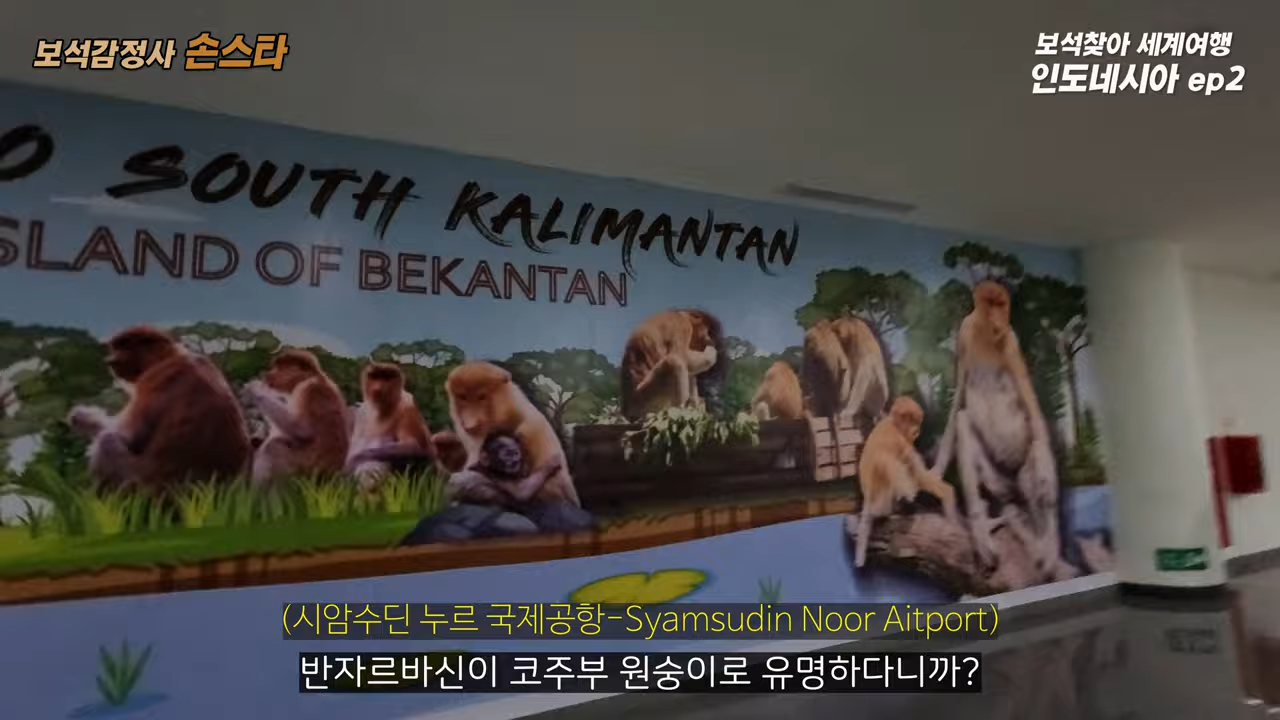 보석감정사 손스타
보석찾아 세계여행
인도네시아 ep2
O SOUTH KALIMANTAN
SLAND OF BEKANTAN
(시암수딘 누르 국제공항-Syamsudin Noor Aitport)
반자르바신이 코주부 원숭이로 유명하다니까?